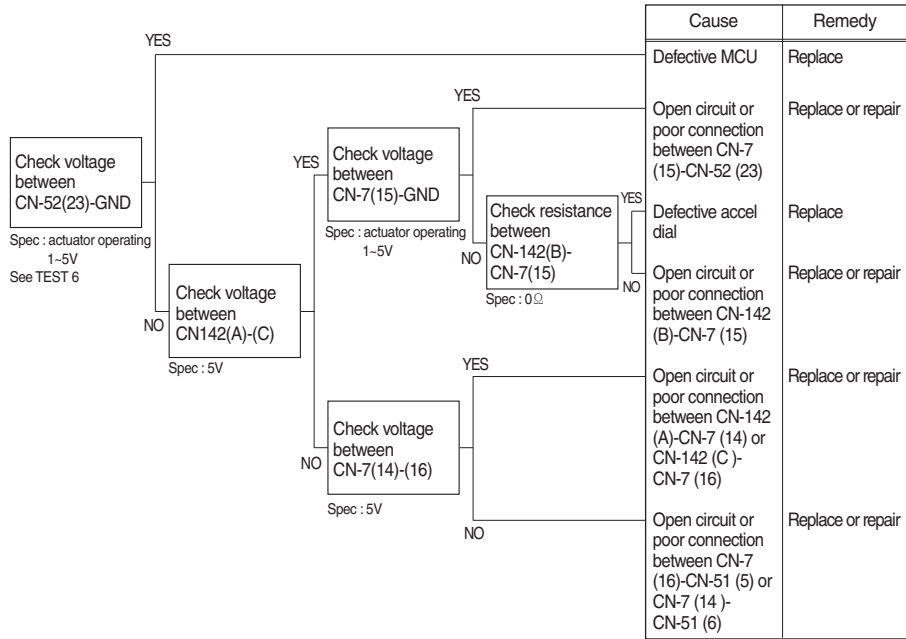 Cause
Remedy
YES
Defective MCU
Replace
Check voltage
between
CN-52(23)-GND
Spec : actuator operating
1~5V
See TEST 6
NO
Check voltage
between
CN142(A)-(C)
Spec : 5V
YES
Check voltage
between
CN-7(15)-GND
Spec : actuator operating
1~5V
YES
Open circuit or
poor connection
between CN-7
(15)-CN-52 (23)
Replace or repair
NO
Check resistance
between
CN-142(B)-
CN-7(15)
Spec : 0Ω
YES
Defective accel
dial
Replace
NO
Open circuit or
poor connection
between CN-142
(B)-CN-7 (15)
Replace or repair
NO
Check voltage
between
CN-7(14)-(16)
Spec : 5V
YES
Open circuit or
poor connection
between CN-142
(A)-CN-7 (14) or
CN-142 (C )-
CN-7 (16)
Replace or repair
NO
Open circuit or
poor connection
between CN-7
(16)-CN-51 (5) or
CN-7 (14 )-
CN-51 (6)
Replace or repair